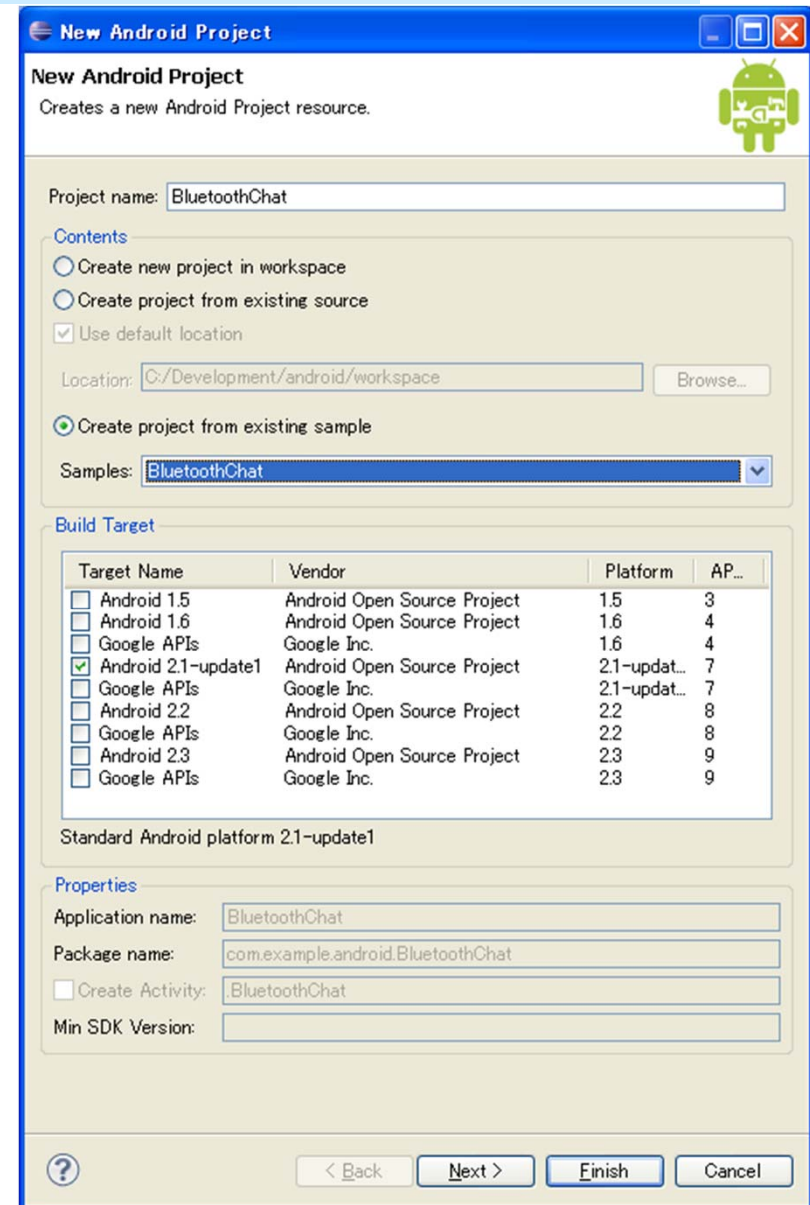 New Android Project
New Android Project
Creates a new Android Project resource.
Project name: BluetoothChat
Contents
Create new project in workspace
Create project from existing source
Use default location
Location: C:/Development/android/workspace Browse...
Create project from existing sample
Samples: BluetoothChat
Build Target
Target Name Vendor Platform AP...
Android 1.5 Android Open Source Project 1.5 3
Android 1.6 Android Open Source Project 1.6 4
Google APIs Google Inc. 1.6 4
Android 2.1-update1 Android Open Source Project 2.1-updat... 7
Google APIs Google Inc. 2.1-updat... 7
Android 2.2 Android Open Source Project 2.2 8
Google APIs Google Inc. 2.2 8
Android 2.3 Android Open Source Project 2.3 9
Google APIs Google Inc. 2.3 9
Standard Android platform 2.1-update1
Properties
Application name: BluetoothChat
Package name: com.example.android.BluetoothChat
Create Activity: .BluetoothChat
Min SDK Version:
? < Back Next > Finish Cancel